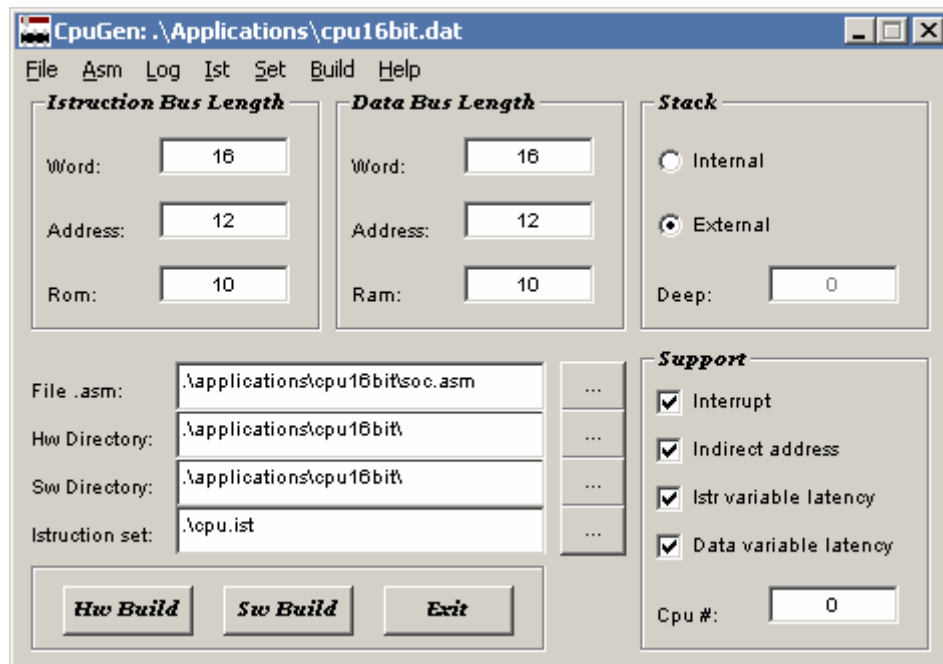 CpuGen: .\Applications\cpu16bit.dat
File Asm Log Ist Set Build Help
Istruction Bus Length
Word: 16
Address: 12
Rom: 10
Data Bus Length
Word: 16
Address: 12
Ram: 10
Stack
Internal
External
Deep: 0
File .asm: .\applications\cpu16bit\soc.asm ...
Hw Directory: .\applications\cpu16bit\ ...
Sw Directory: .\applications\cpu16bit\ ...
Istruction set: .\cpu.ist ...
Support
Interrupt
Indirect address
Istr variable latency
Data variable latency
Cpu #: 0
Hw Build Sw Build Exit